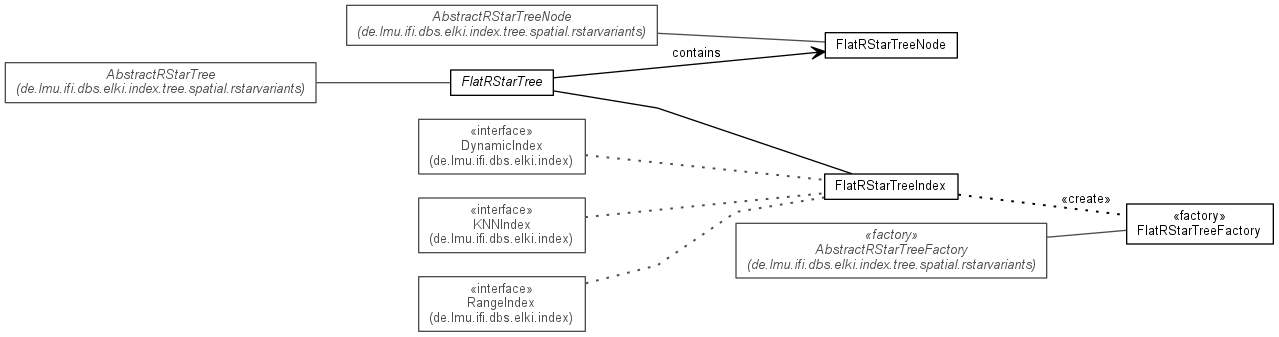 AbstractRStarTreeNode
(de.lmu.ifi.dbs.elki.index.tree.spatial.rstarvariants)
FlatRStarTreeNode
contains
AbstractRStarTree
(de.lmu.ifi.dbs.elki.index.tree.spatial.rstarvariants)
FlatRStarTree
«interface»
DynamicIndex
(de.lmu.ifi.dbs.elki.index)
FlatRStarTreeIndex
«create»
«interface»
KNNIndex
(de.lmu.ifi.dbs.elki.index)
«factory»
FlatRStarTreeFactory
«factory»
AbstractRStarTreeFactory
(de.lmu.ifi.dbs.elki.index.tree.spatial.rstarvariants)
«interface»
RangeIndex
(de.lmu.ifi.dbs.elki.index)